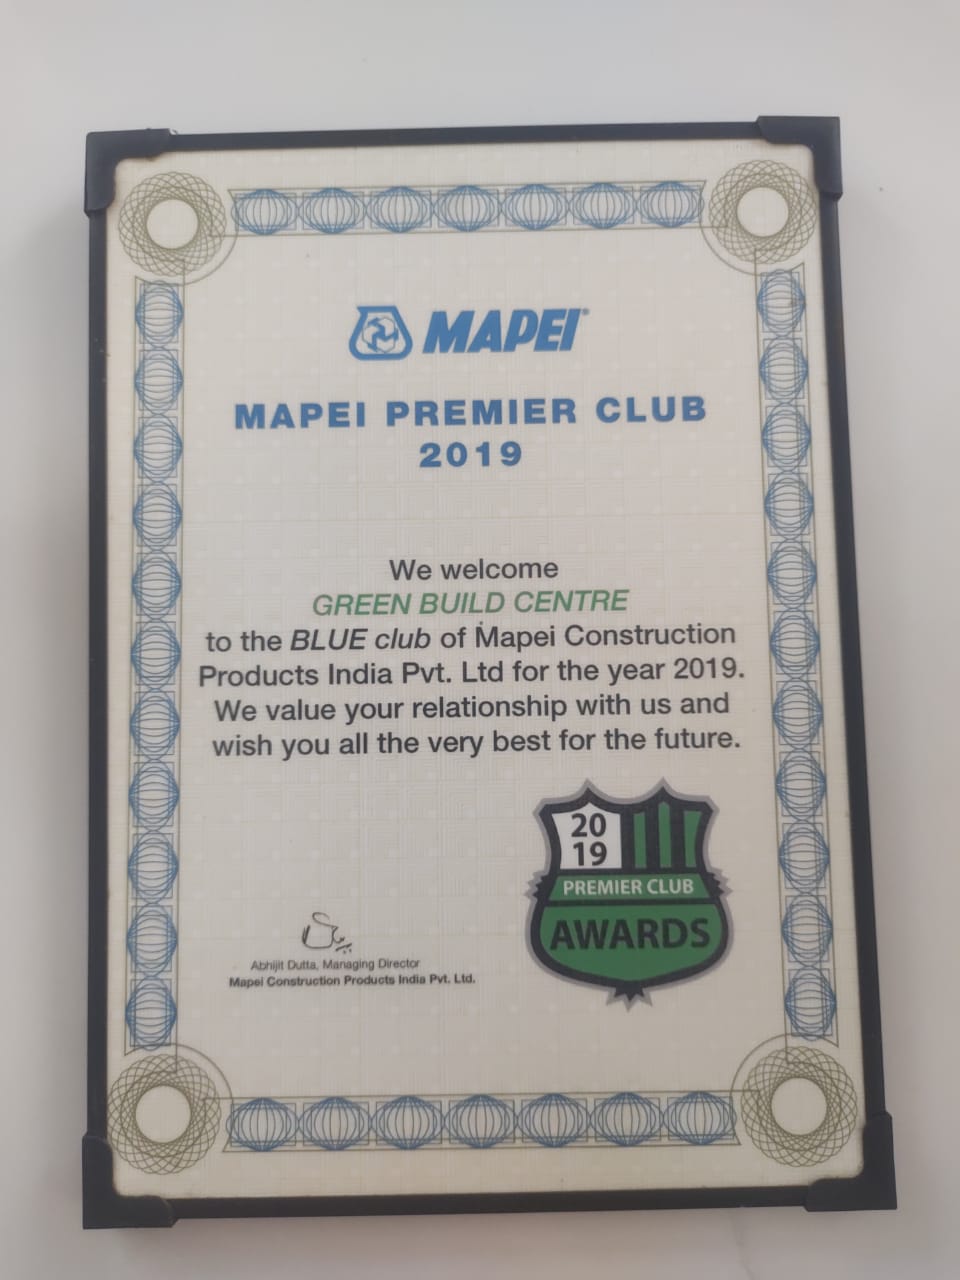 MAPEI®
MAPEI PREMIER CLUB
2019
We welcome
GREEN BUILD CENTRE
to the BLUE club of Mapei Construction
Products India Pvt. Ltd for the year 2019.
We value your relationship with us and
wish you all the very best for the future.
20
19
PREMIER CLUB
AWARDS
Abhijit Dutta, Managing Director
Mapei Construction Products India Pvt. Ltd.